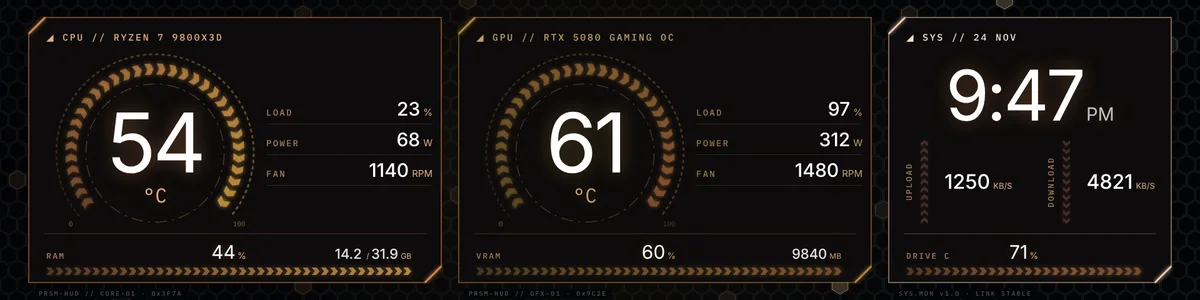 CPU // RYZEN 7 9800X3D
54
°C
0 100
LOAD 23 %
POWER 68 W
FAN 1140 RPM
RAM 44 % 14.2 / 31.9 GB
PRSM-HUD // CORE-01 · 0x3F7A
GPU // RTX 5080 GAMING OC
61
°C
0 100
LOAD 97 %
POWER 312 W
FAN 1480 RPM
VRAM 60 % 9840 MB
PRSM-HUD // GFX-01 · 0x9C2E
SYS // 24 NOV
9:47 PM
UPLOAD 1250 KB/S
DOWNLOAD 4821 KB/S
DRIVE C 71 %
SYS.MON v1.0 · LINK STABLE